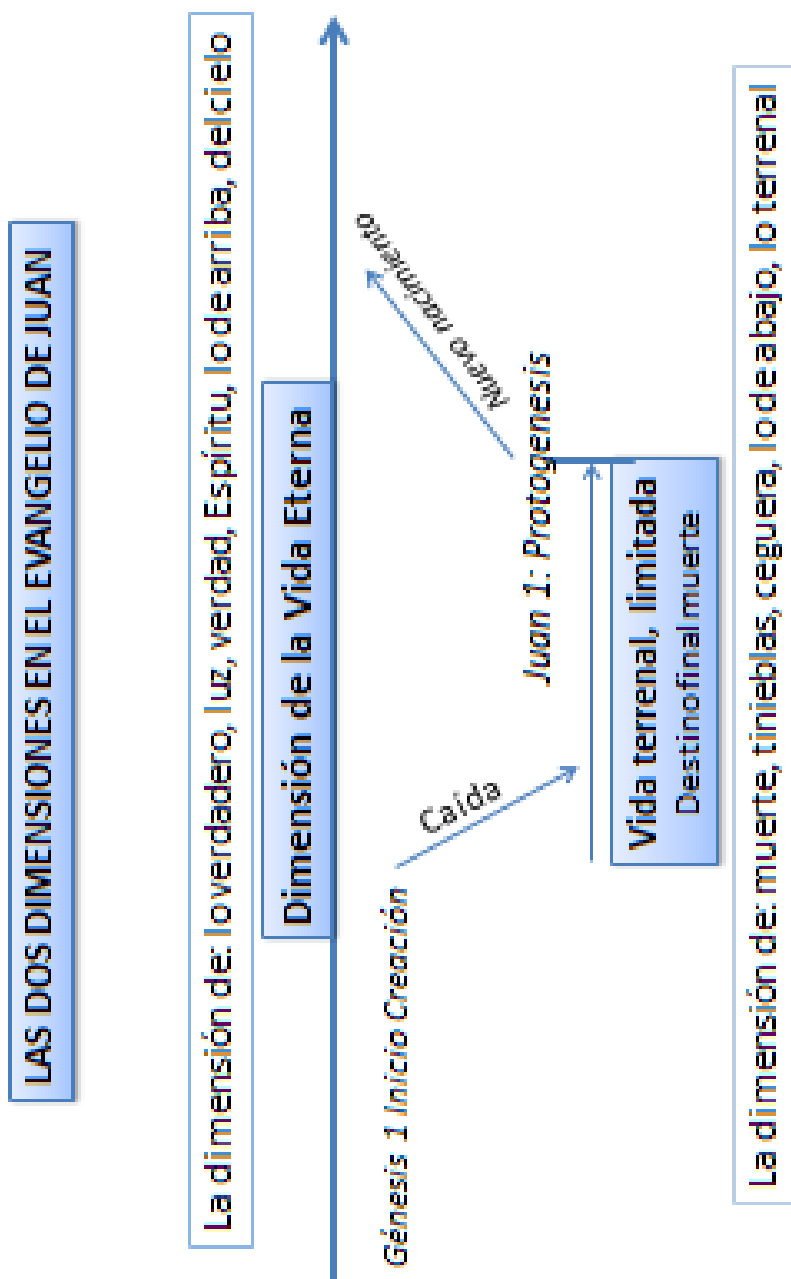 LAS DOS DIMENSIONES EN EL EVANGELIO DE JUAN
La dimensión de: lo verdadero, luz, verdad, Espíritu, lo de arriba, del cielo
Dimensión de la Vida Eterna
Génesis 1 Inicio Creación
Caída
Nuevo nacimiento
Juan 1: Protogenesis
Vida terrenal, limitada
Destino final muerte
La dimensión de: muerte, tinieblas, ceguera, lo de abajo, lo terrenal